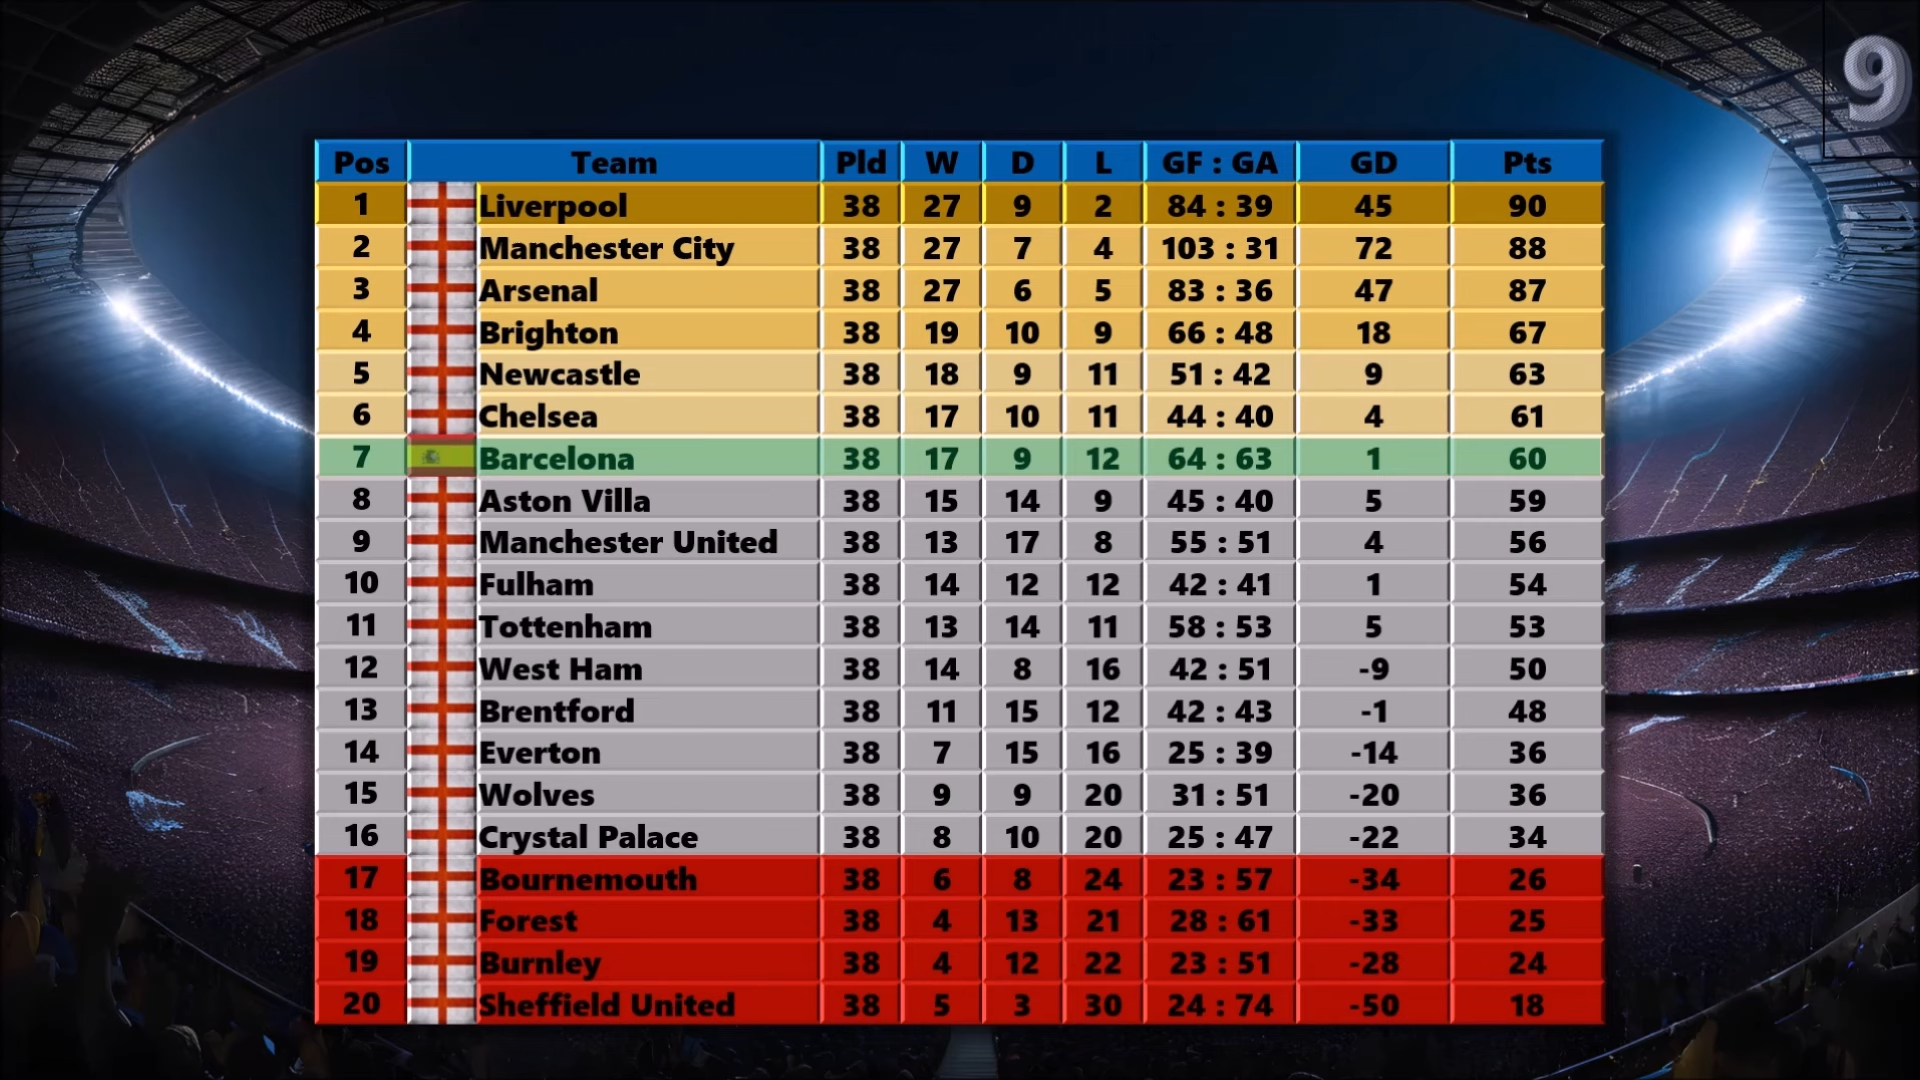 9
Pos Team Pld W D L GF : GA GD Pts
1 Liverpool 38 27 9 2 84 : 39 45 90
2 Manchester City 38 27 7 4 103 : 31 72 88
3 Arsenal 38 27 6 5 83 : 36 47 87
4 Brighton 38 19 10 9 66 : 48 18 67
5 Newcastle 38 18 9 11 51 : 42 9 63
6 Chelsea 38 17 10 11 44 : 40 4 61
7 Barcelona 38 17 9 12 64 : 63 1 60
8 Aston Villa 38 15 14 9 45 : 40 5 59
9 Manchester United 38 13 17 8 55 : 51 4 56
10 Fulham 38 14 12 12 42 : 41 1 54
11 Tottenham 38 13 14 11 58 : 53 5 53
12 West Ham 38 14 8 16 42 : 51 -9 50
13 Brentford 38 11 15 12 42 : 43 -1 48
14 Everton 38 7 15 16 25 : 39 -14 36
15 Wolves 38 9 9 20 31 : 51 -20 36
16 Crystal Palace 38 8 10 20 25 : 47 -22 34
17 Bournemouth 38 6 8 24 23 : 57 -34 26
18 Forest 38 4 13 21 28 : 61 -33 25
19 Burnley 38 4 12 22 23 : 51 -28 24
20 Sheffield United 38 5 3 30 24 : 74 -50 18